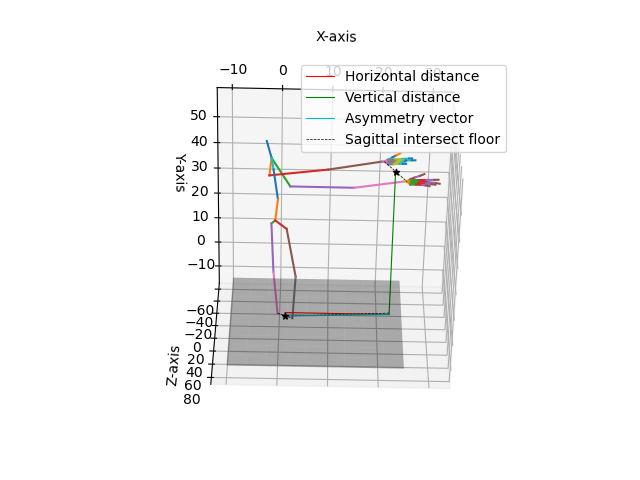 X-axis
−10 0 10 20 30
Horizontal distance
Vertical distance
Asymmetry vector
Sagittal intersect floor
Y-axis
50
40
30
20
10
0
−10
−60
−40
−20
0
20
40
60
80
Z-axis